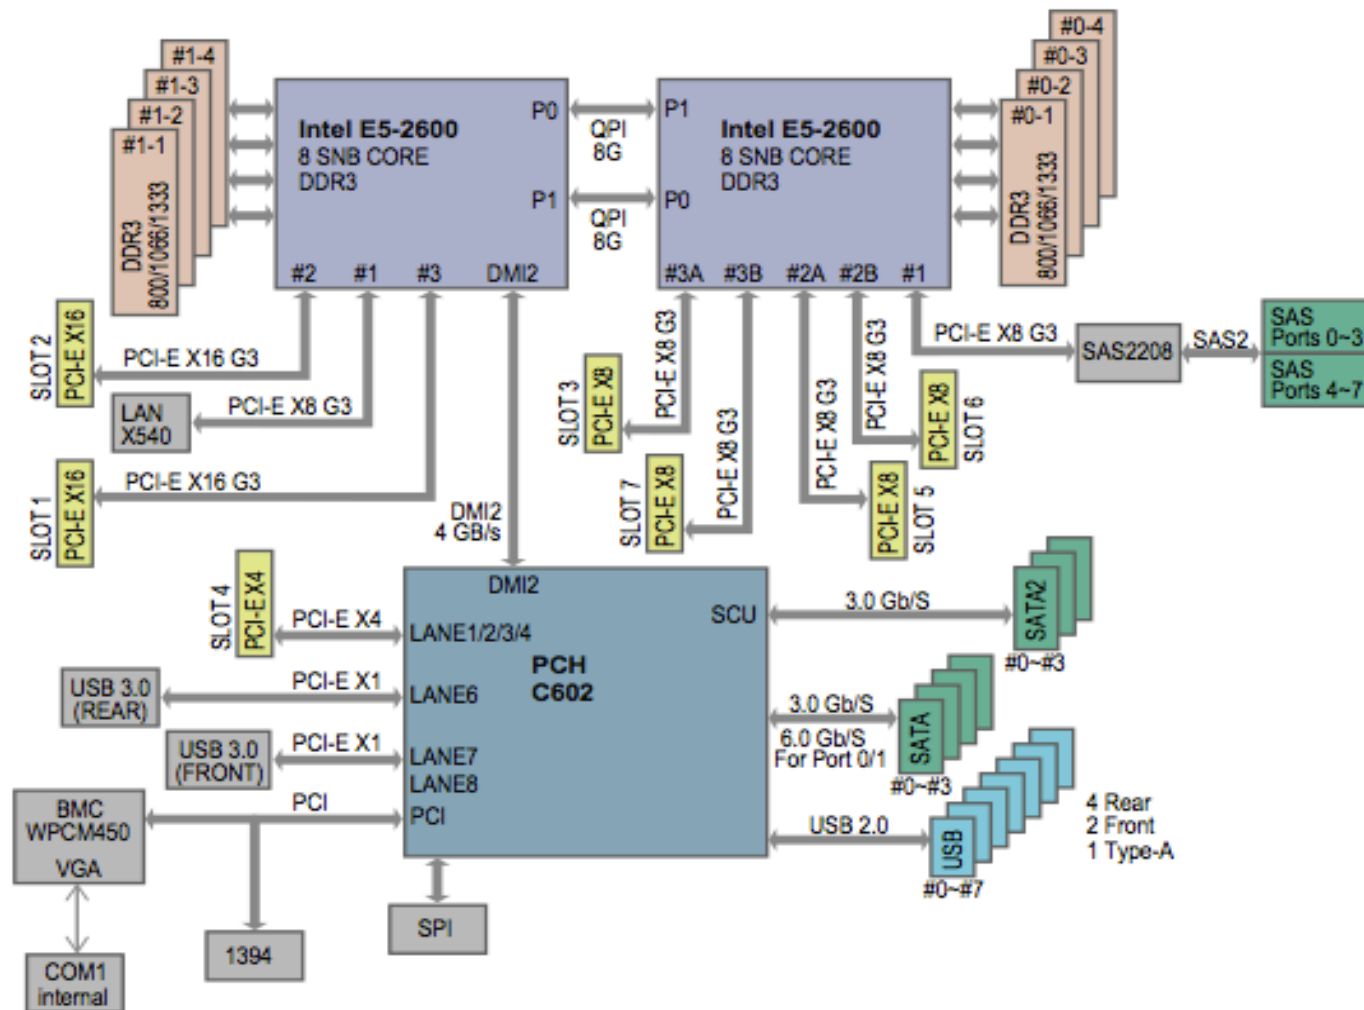 #1-4
#1-3
#1-2
#1-1
DDR3
800/1066/1333
Intel E5-2600
8 SNB CORE
DDR3
P0
P1
#2
#1
#3
DMI2
QPI
8G
QPI
8G
P1
P0
Intel E5-2600
8 SNB CORE
DDR3
#3A
#3B
#2A
#2B
#1
#0-4
#0-3
#0-2
#0-1
DDR3
800/1066/1333
SLOT 2
PCI-E X16
PCI-E X16 G3
LAN
X540
PCI-E X8 G3
SLOT 1
PCI-E X16
PCI-E X16 G3
DMI2
4 GB/s
SLOT 3
PCI-E X8
PCI-E X8 G3
SLOT 7
PCI-E X8
PCI-E X8 G3
PCI-E X8 G3
PCI-E X8
SLOT 5
PCI-E X8 G3
PCI-E X8
SLOT 6
PCI-E X8 G3
SAS2208
SAS2
SAS
Ports 0~3
SAS
Ports 4~7
SLOT 4
PCI-E X4
PCI-E X4
USB 3.0
(REAR)
PCI-E X1
USB 3.0
(FRONT)
PCI-E X1
PCI
BMC
WPCM450
VGA
COM1
internal
1394
SPI
DMI2
LANE1/2/3/4
PCH
C602
LANE6
LANE7
LANE8
PCI
SCU
3.0 Gb/S
SATA2
#0~#3
3.0 Gb/S
6.0 Gb/S
For Port 0/1
SATA
#0~#3
USB 2.0
USB
#0~#7
4 Rear
2 Front
1 Type-A